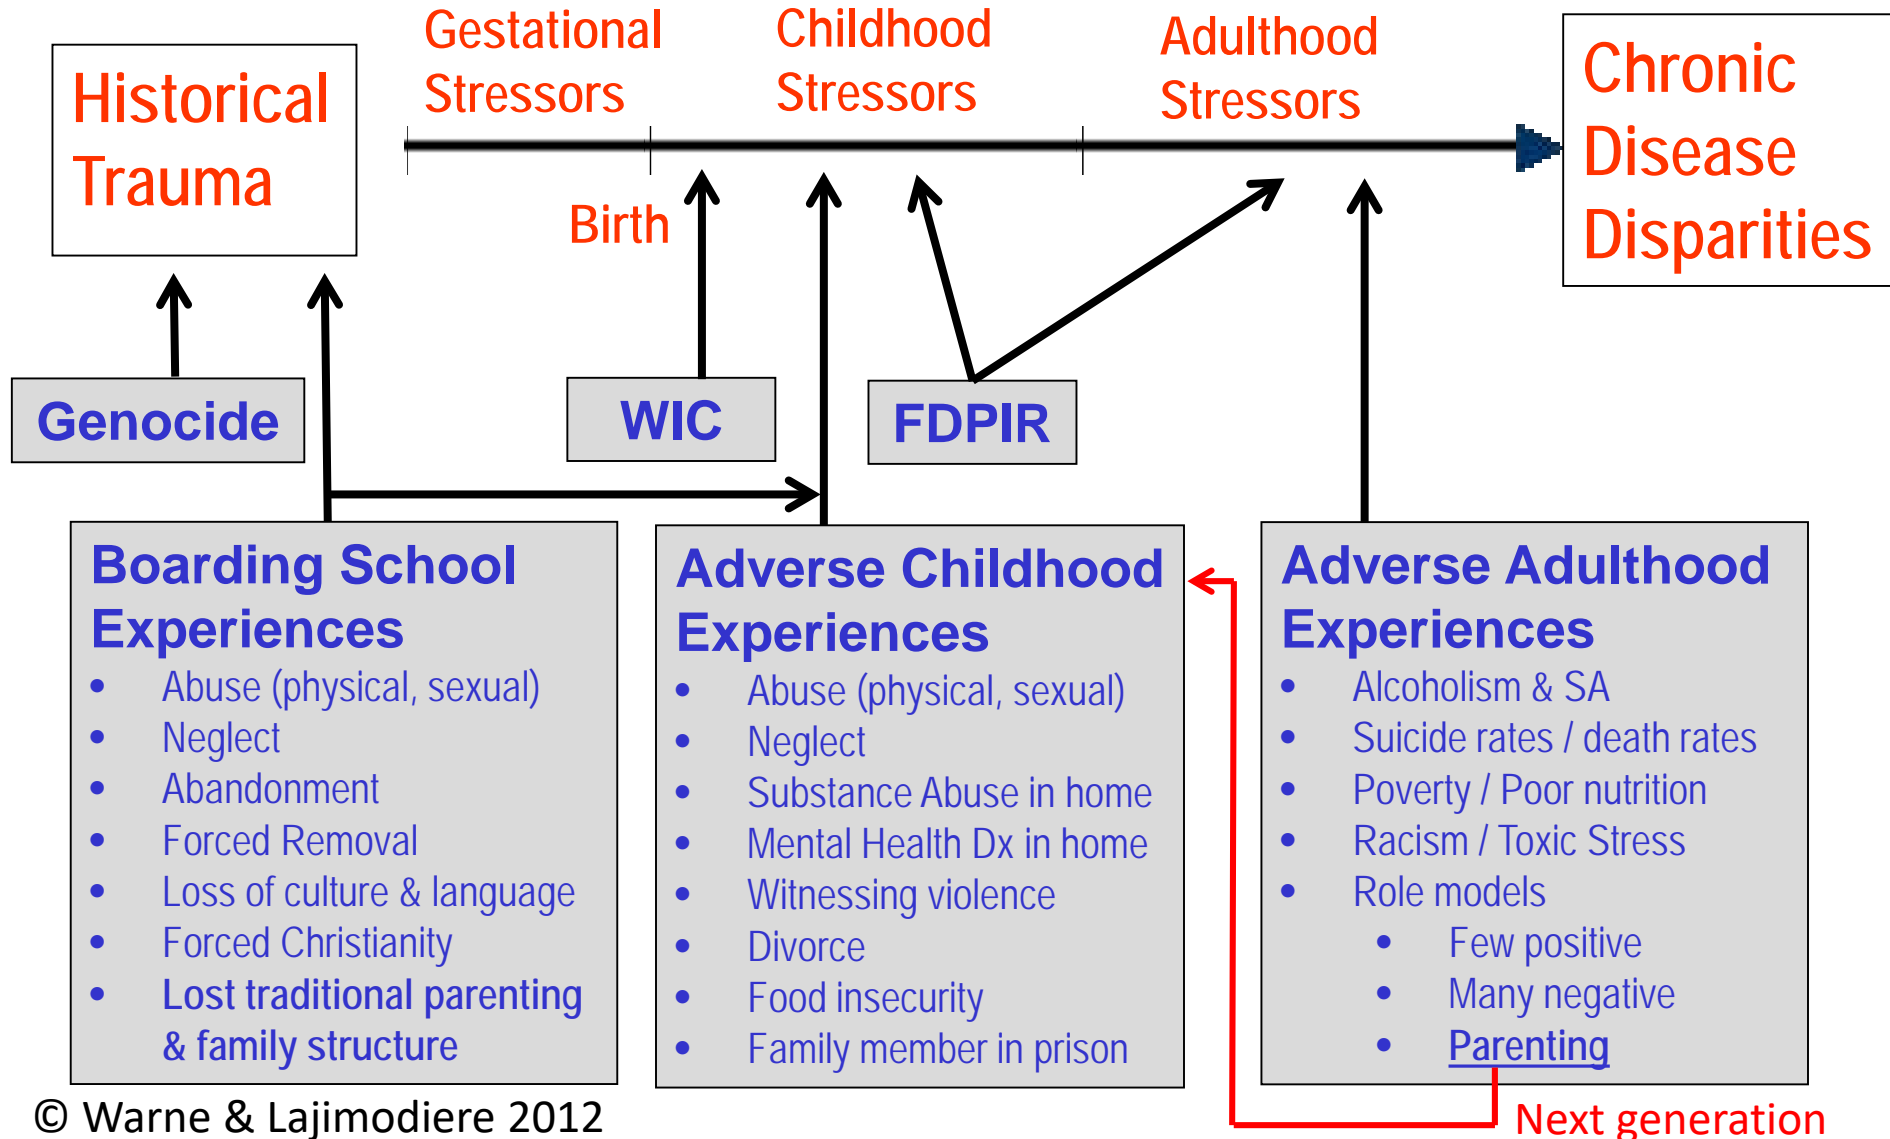 Historical
Trauma
Gestational
Stressors
Childhood
Stressors
Adulthood
Stressors
Chronic
Disease
Disparities
Birth
Genocide
WIC
FDPIR
Boarding School
Experiences
• Abuse (physical, sexual)
• Neglect
• Abandonment
• Forced Removal
• Loss of culture & language
• Forced Christianity
• Lost traditional parenting
& family structure
Adverse Childhood
Experiences
• Abuse (physical, sexual)
• Neglect
• Substance Abuse in home
• Mental Health Dx in home
• Witnessing violence
• Divorce
• Food insecurity
• Family member in prison
Adverse Adulthood
Experiences
• Alcoholism & SA
• Suicide rates / death rates
• Poverty / Poor nutrition
• Racism / Toxic Stress
• Role models
• Few positive
• Many negative
• Parenting
© Warne & Lajimodiere 2012
Next generation